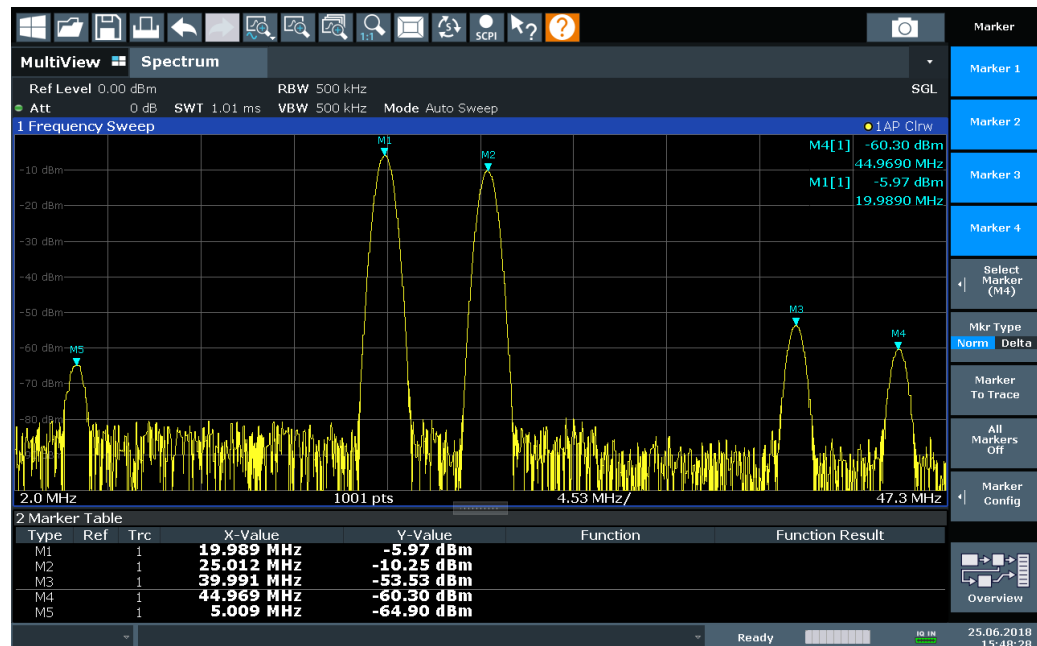 1:1 SCPI ? ? Marker
MultiView Spectrum
Marker 1
Ref Level 0.00 dBm RBW 500 kHz SGL
Att 0 dB SWT 1.01 ms VBW 500 kHz Mode Auto Sweep
1 Frequency Sweep 1AP Clrw
Marker 2
M1
M4[1] -60.30 dBm
M2
44.9690 MHz
-10 dBm
Marker 3
M1[1] -5.97 dBm
19.9890 MHz
-20 dBm
Marker 4
-30 dBm
Select
Marker
(M4)
-40 dBm
-50 dBm
M3
Mkr Type
Norm Delta
M4
-60 dBm
M5
-70 dBm
Marker
To Trace
-80 dBm
All
Markers
Off
Marker
Config
2.0 MHz 1001 pts 4.53 MHz/ 47.3 MHz
2 Marker Table
Type Ref Trc X-Value Y-Value Function Function Result
M1 1 19.989 MHz -5.97 dBm
M2 1 25.012 MHz -10.25 dBm
M3 1 39.991 MHz -53.53 dBm
M4 1 44.969 MHz -60.30 dBm
M5 1 5.009 MHz -64.90 dBm
Overview
Ready IQ IN 25.06.2018
15:48:28